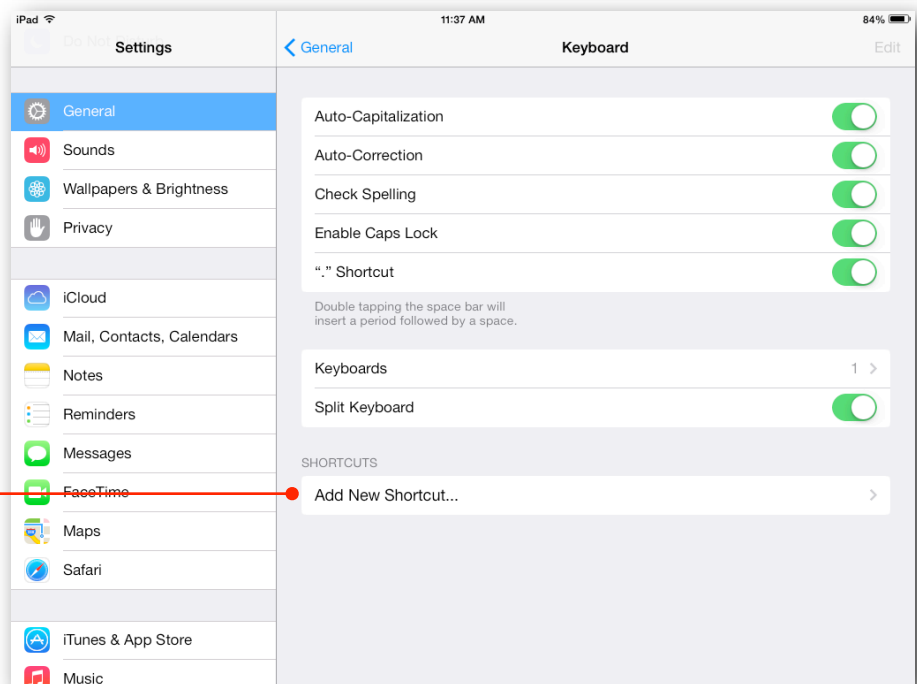 iPad 11:37 AM 84%
Do Not Disturb
Settings
General
Keyboard
Edit
General
Sounds
Wallpapers & Brightness
Privacy
iCloud
Mail, Contacts, Calendars
Notes
Reminders
Messages
FaceTime
Maps
Safari
iTunes & App Store
Music
Auto-Capitalization
Auto-Correction
Check Spelling
Enable Caps Lock
“.” Shortcut
Double tapping the space bar will
insert a period followed by a space.
Keyboards 1
Split Keyboard
SHORTCUTS
Add New Shortcut...